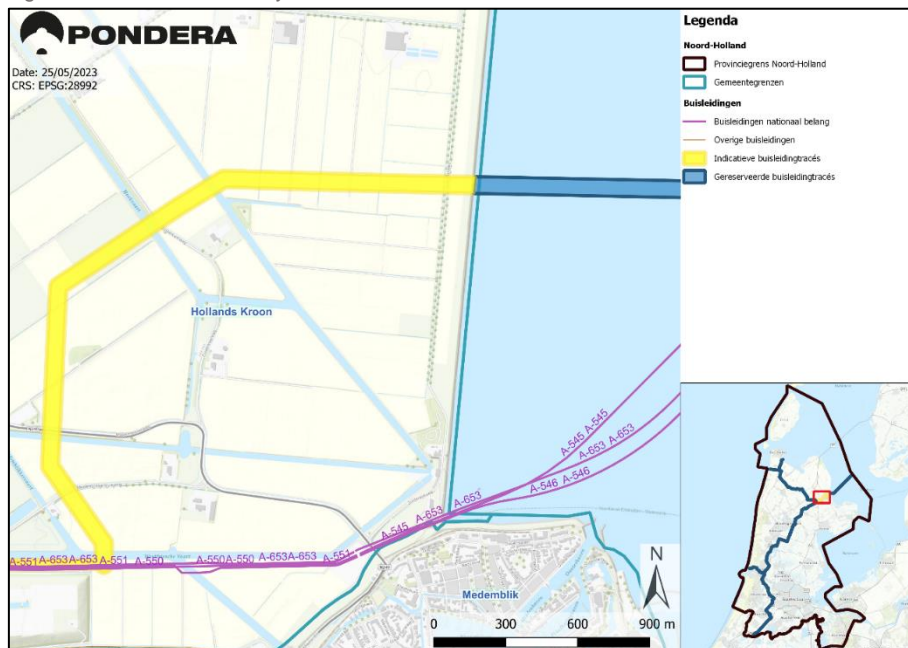 PONDERA
Date: 25/05/2023
CRS: EPSG:28992
Hollands Kroon
A-545 A-545
A-653 A-653
A-546 A-546
A-653
A-653
A-545
A-551
A-551 A-653 A-653 A-551 A-550 A-550 A-550 A-653 A-653
Medemblik
N
0 300 600 900 m
Legenda
Noord-Holland
Provinciegrens Noord-Holland
Gemeentegrenzen
Buisleidingen
Buisleidingen nationaal belang
Overige buisleidingen
Indicatieve buisleidingtracés
Gereserveerde buisleidingtracés